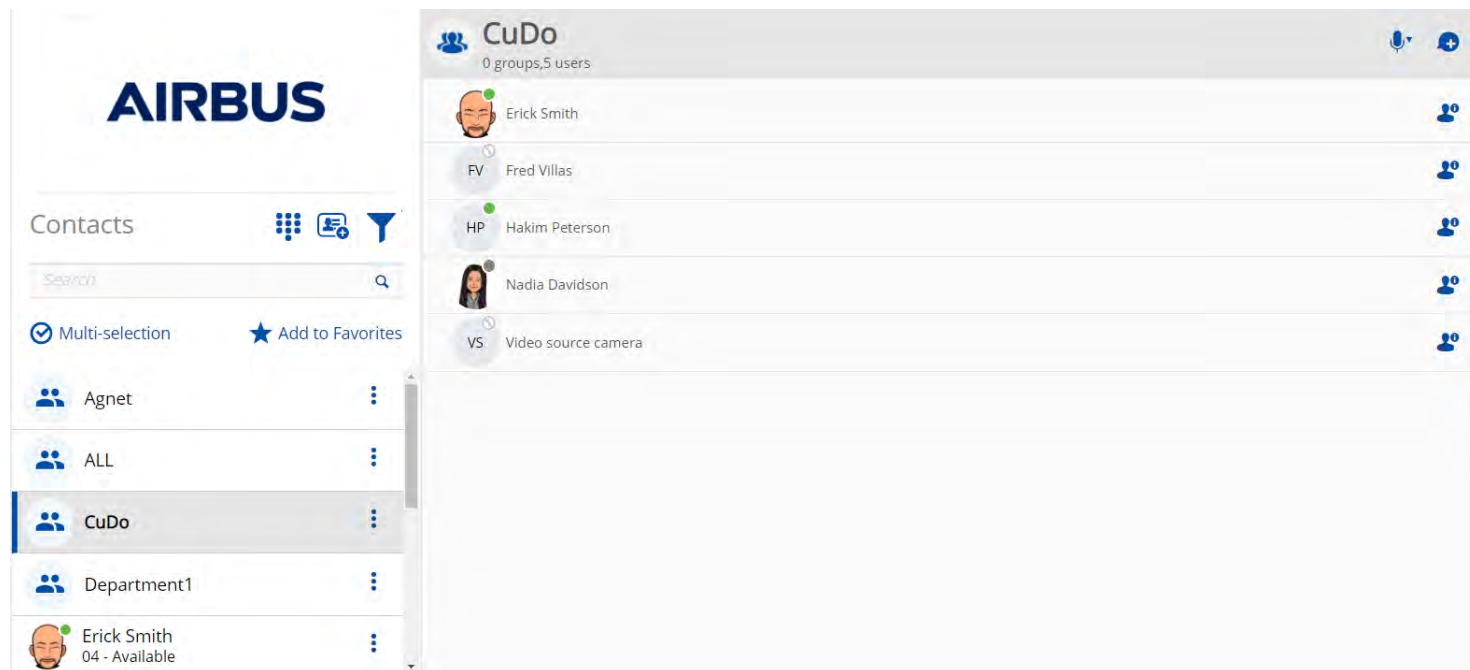 AIRBUS
Contacts
Search
Multi-selection
Add to Favorites
Agnet
ALL
CuDo
Department1
Erick Smith
04 - Available
CuDo
0 groups,5 users
Erick Smith
FV
Fred Villas
HP
Hakim Peterson
Nadia Davidson
VS
Video source camera